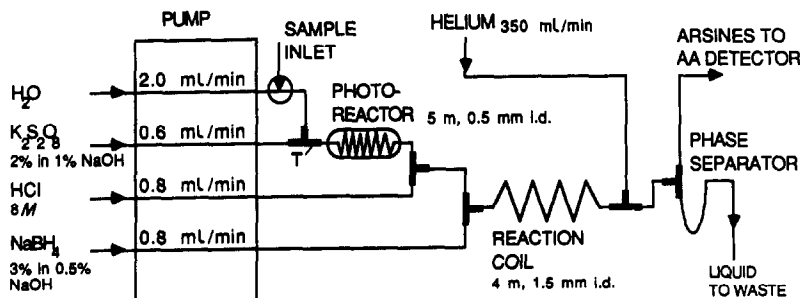 PUMP
SAMPLE
INLET
HELIUM 350 ml/min
ARSINES TO
AA DETECTOR
H2O
2.0 ml/min
PHOTO-
REACTOR
5 m, 0.5 mm i.d.
K2S2O8
0.6 ml/min
2% in 1% NaOH
T
PHASE
SEPARATOR
HCl
8M
0.8 ml/min
NaBH4
0.8 ml/min
3% in 0.5%
NaOH
REACTION
COIL
4 m, 1.5 mm i.d.
LIQUID
TO WASTE